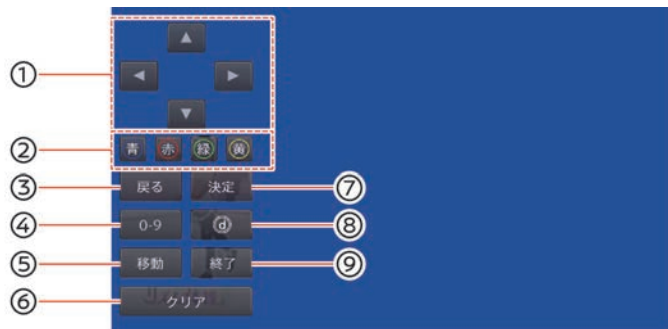 ①
▲
◀ ▶
▼
② 青 赤 緑 黄
③ 戻る 決定 ⑦
④ 0-9 ⓓ ⑧
⑤ 移動 終了 ⑨
⑥ クリア